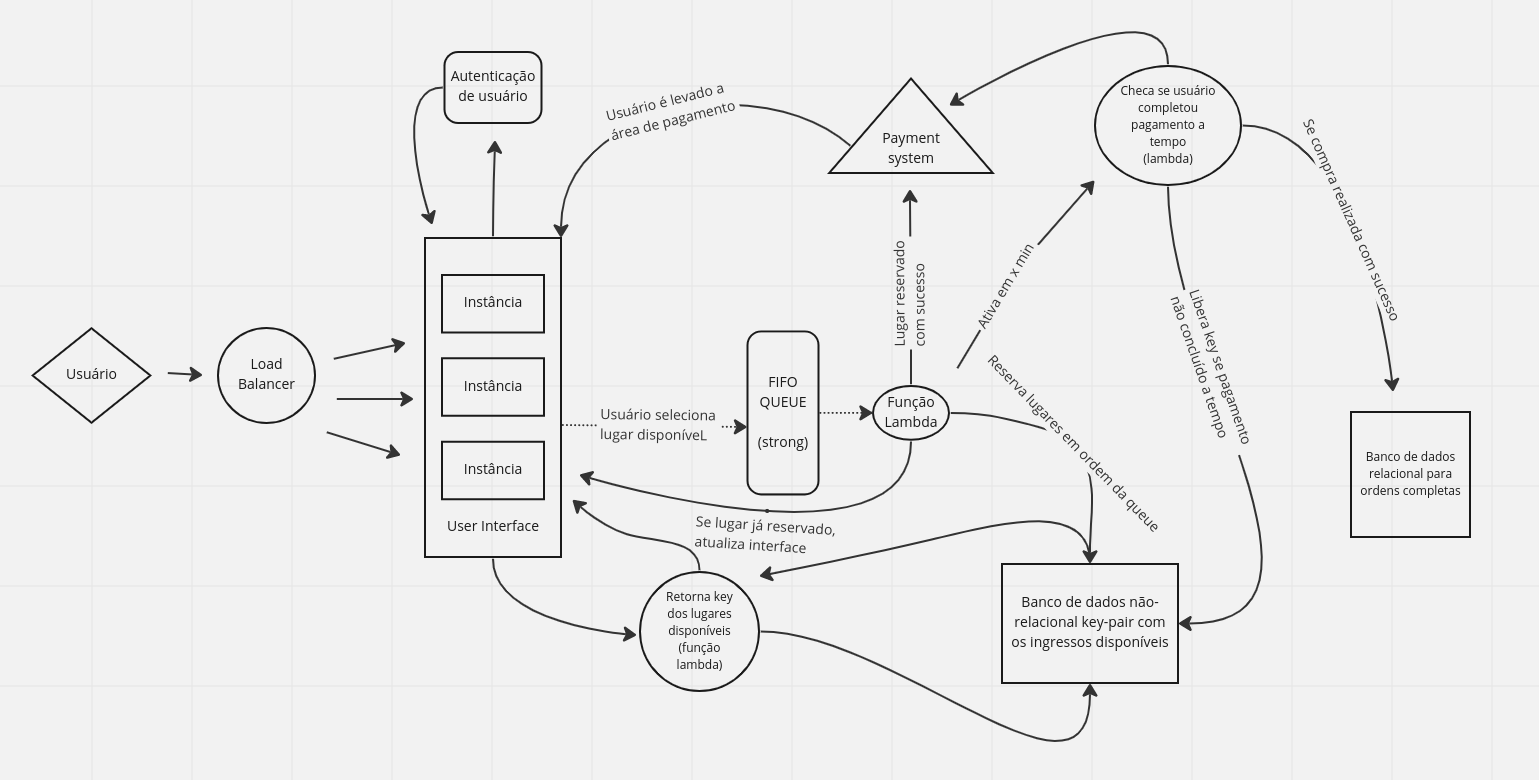 Autenticação
de usuário
Usuário é levado a
área de pagamento
Payment
system
Checa se usuário
completou
pagamento a
tempo
(lambda)
Se compra realizada com sucesso
Usuário
Load
Balancer
Instância
Instância
Instância
User Interface
Usuário seleciona
lugar disponíveL
FIFO
QUEUE
(strong)
Função
Lambda
Lugar reservado
com sucesso
Ativa em x min
Reserva lugares em ordem da queue
Libera key se pagamento
não concluído a tempo
Banco de dados
relacional para
ordens completas
Se lugar já reservado,
atualiza interface
Retorna key
dos lugares
disponíveis
(função
lambda)
Banco de dados não-
relacional key-pair com
os ingressos disponíveis